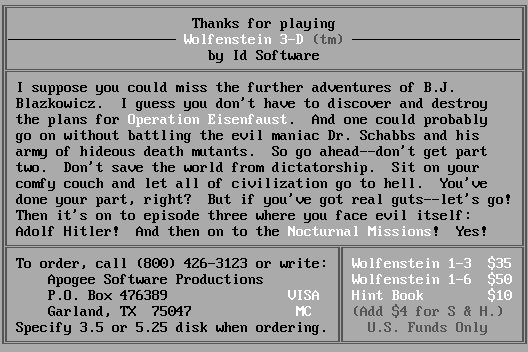 Thanks for playing
Wolfenstein 3-D (tm)
by Id Software
I suppose you could miss the further adventures of B.J.
Blazkowicz.  I guess you don't have to discover and destroy
the plans for Operation Eisenfaust.  And one could probably
go on without battling the evil maniac Dr. Schabbs and his
army of hideous death mutants.  So go ahead--don't get part
two.  Don't save the world from dictatorship.  Sit on your
comfy couch and let all of civilization go to hell.  You've
done your part, right?  But if you've got real guts--let's go!
Then it's on to episode three where you face evil itself:
Adolf Hitler!  And then on to the Nocturnal Missions!  Yes!
To order, call (800) 426-3123 or write:
Apogee Software Productions
P.O. Box 476389 VISA
Garland, TX  75047 MC
Specify 3.5 or 5.25 disk when ordering.
Wolfenstein 1-3 $35
Wolfenstein 1-6 $50
Hint Book $10
(Add $4 for S & H.)
U.S. Funds Only